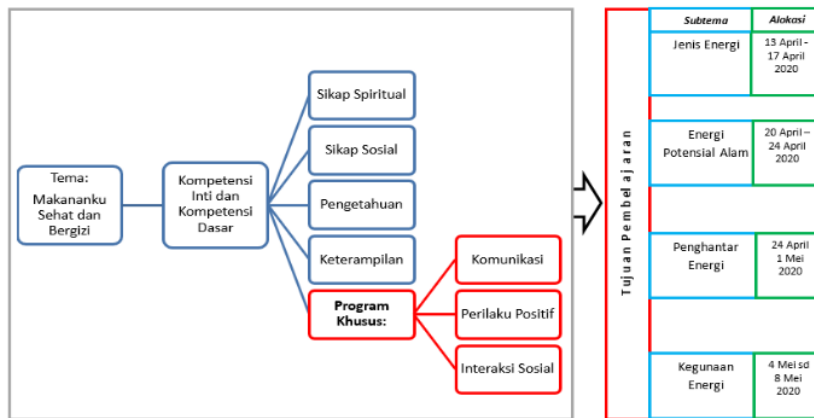 Tema:
Makananku
Sehat dan
Bergizi
Kompetensi
Inti dan
Kompetensi
Dasar
Sikap Spiritual
Sikap Sosial
Pengetahuan
Keterampilan
Program
Khusus:
Komunikasi
Perilaku Positif
Interaksi Sosial
Tujuan Pembelajaran
Subtema Alokasi
Jenis Energi
13 April -
17 April
2020
Energi
Potensial Alam
20 April –
24 April
2020
Penghantar
Energi
24 April
1 Mei
2020
Kegunaan
Energi
4 Mei sd
8 Mei
2020